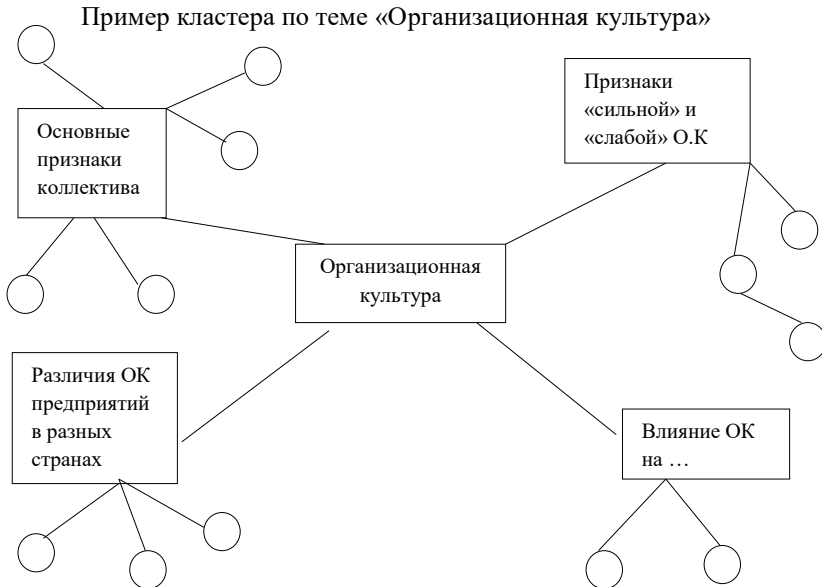 Пример кластера по теме «Организационная культура»
Основные
признаки
коллектива
Признаки
«сильной» и
«слабой» О.К
Организационная
культура
Различия ОК
предприятий
в разных
странах
Влияние ОК
на …